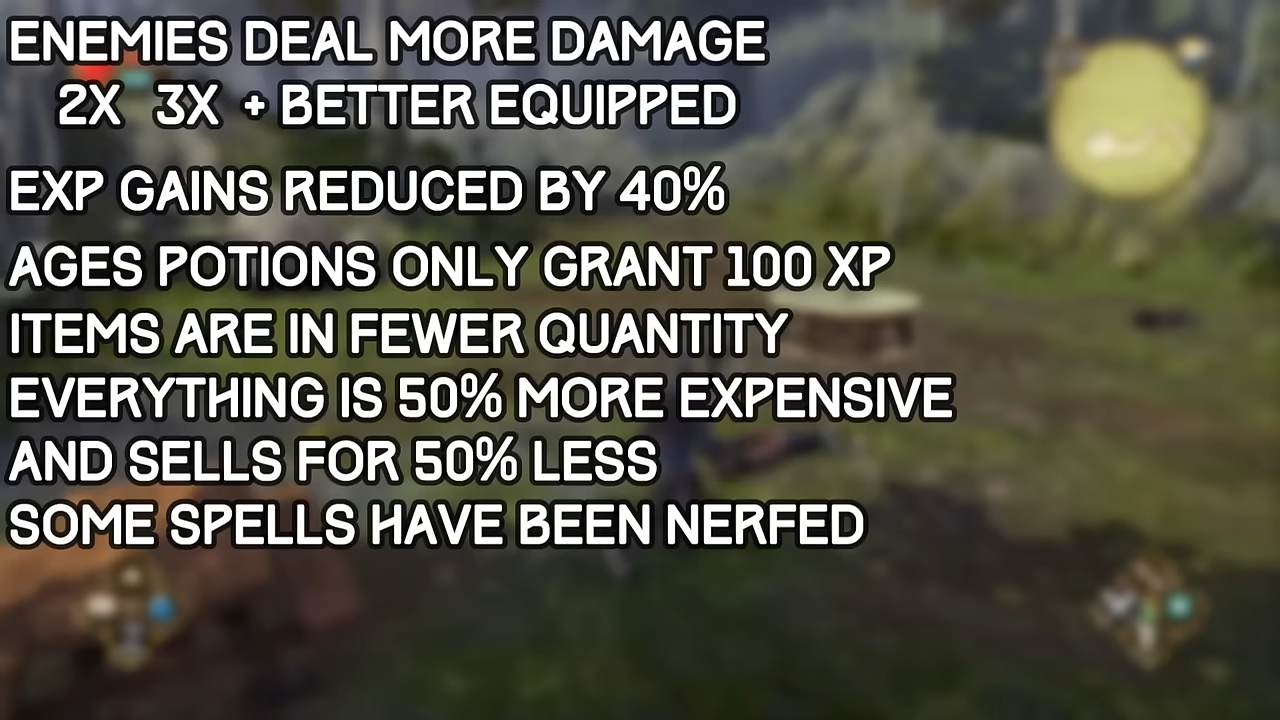 ENEMIES DEAL MORE DAMAGE
2X 3X + BETTER EQUIPPED
EXP GAINS REDUCED BY 40%
AGES POTIONS ONLY GRANT 100 XP
ITEMS ARE IN FEWER QUANTITY
EVERYTHING IS 50% MORE EXPENSIVE
AND SELLS FOR 50% LESS
SOME SPELLS HAVE BEEN NERFED